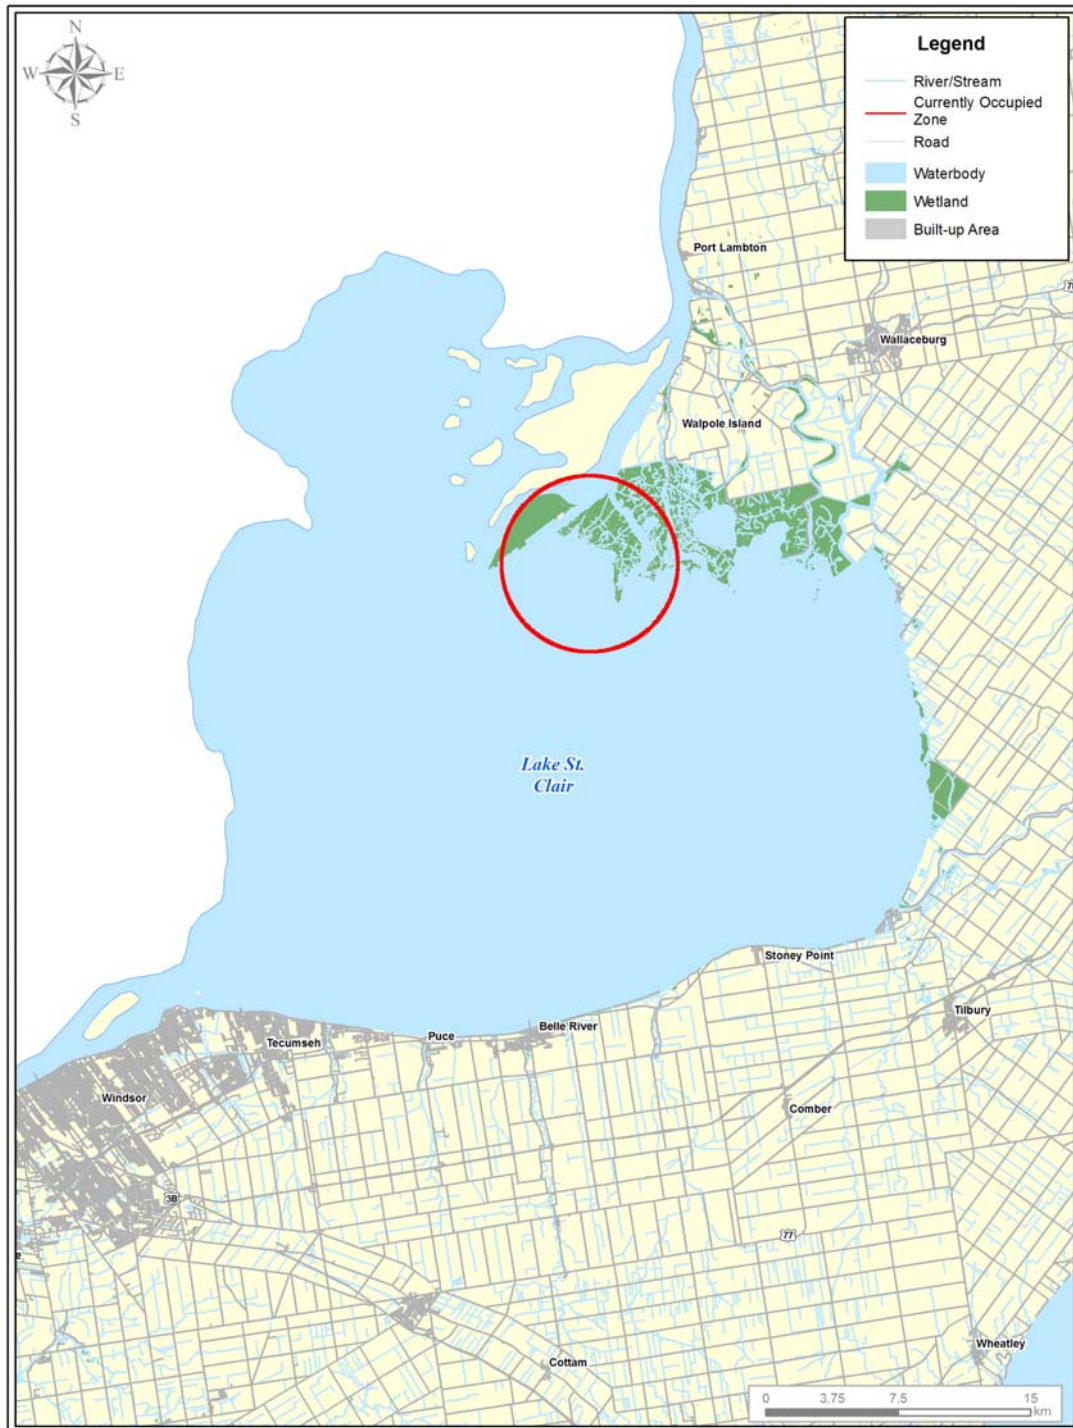 N
W E
S
Legend
River/Stream
Currently Occupied
Zone
Road
Waterbody
Wetland
Built-up Area
Port Lambton
Wallaceburg
Walpole Island
Lake St.
Clair
Stoney Point
Tilbury
Belle River
Puce
Tecumseh
Windsor
Comber
3B
77
e
Wheatley
Cottam
0 3.75 7.5 15
km